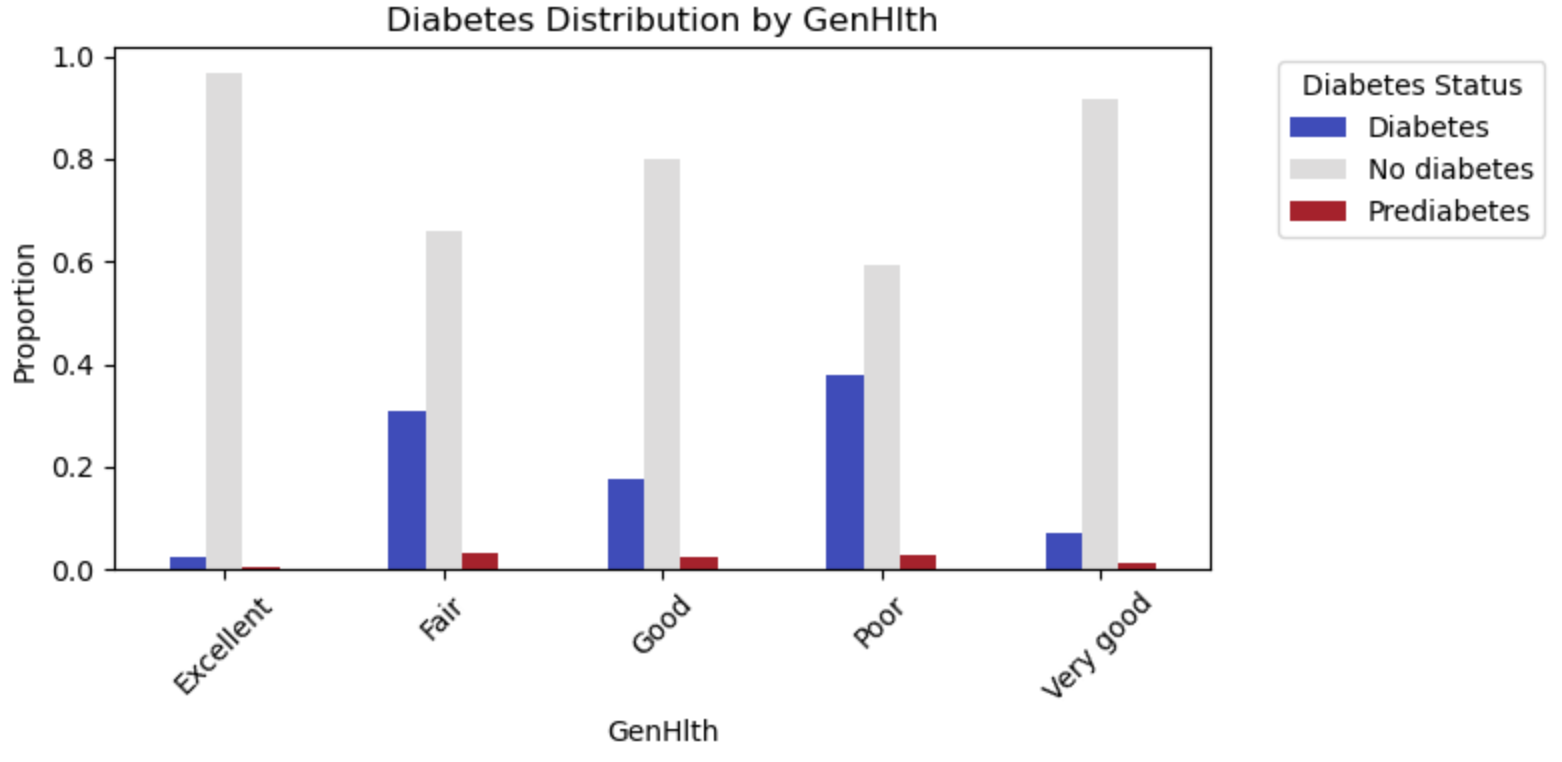 Diabetes Distribution by GenHlth
1.0
0.8
0.6
0.4
0.2
0.0
Proportion
Excellent
Fair
Good
Poor
Very good
GenHlth
Diabetes Status
Diabetes
No diabetes
Prediabetes